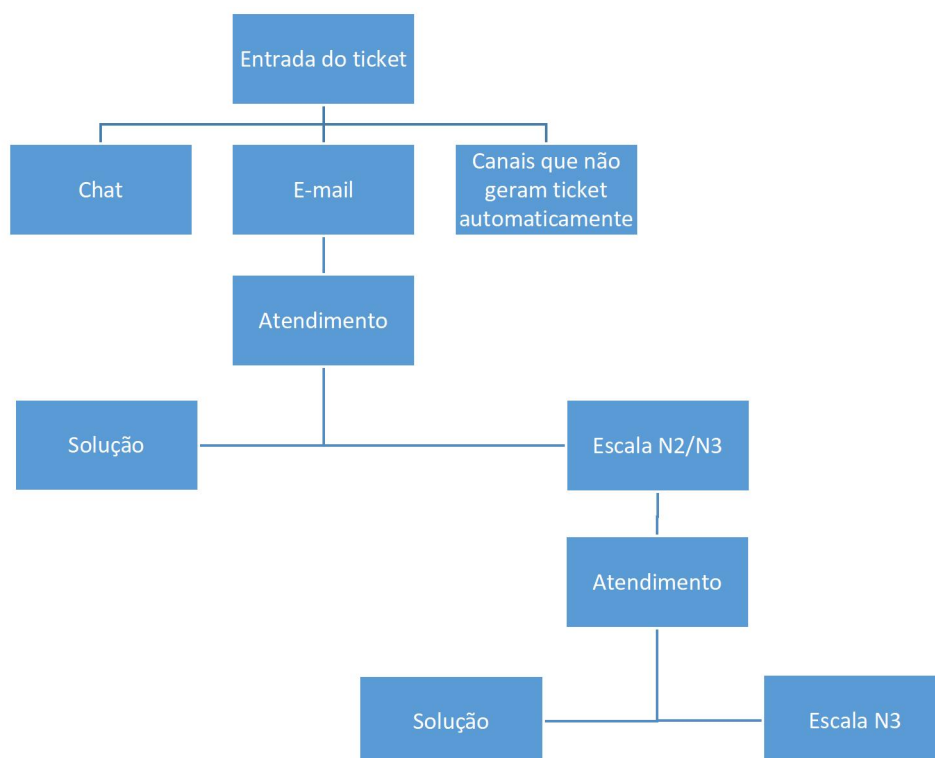 Entrada do ticket
Chat
E-mail
Canais que não
geram ticket
automaticamente
Atendimento
Solução
Escala N2/N3
Atendimento
Solução
Escala N3